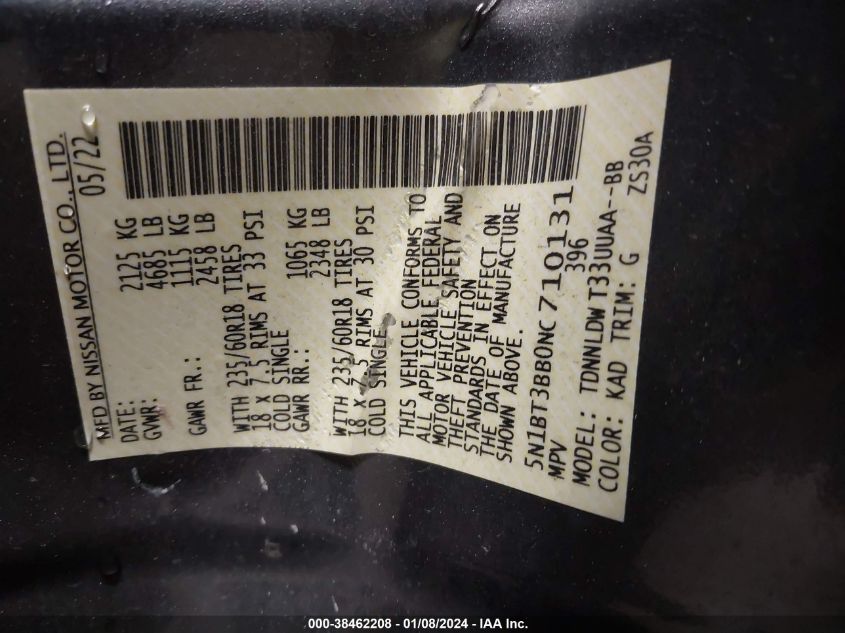 MFD BY NISSAN MOTOR CO., LTD.
DATE: 05/22
GVWR: 2125 KG
4685 LB
GAWR FR.: 1115 KG
2458 LB
WITH 235/60R18 TIRES
18 X 7.5 RIMS AT 33 PSI
COLD SINGLE
GAWR RR.: 1065 KG
2348 LB
WITH 235/60R18 TIRES
18 X 7.5 RIMS AT 30 PSI
COLD SINGLE
THIS VEHICLE CONFORMS TO
ALL APPLICABLE FEDERAL
MOTOR VEHICLE SAFETY AND
THEFT PREVENTION
STANDARDS IN EFFECT ON
THE DATE OF MANUFACTURE
SHOWN ABOVE.
5N1BT3BB0NC710131
MPV 396
MODEL: TDNNLDWT33UUAA--BB
COLOR: KAD TRIM: G ZS30A
000-38462208 - 01/08/2024 - IAA Inc.